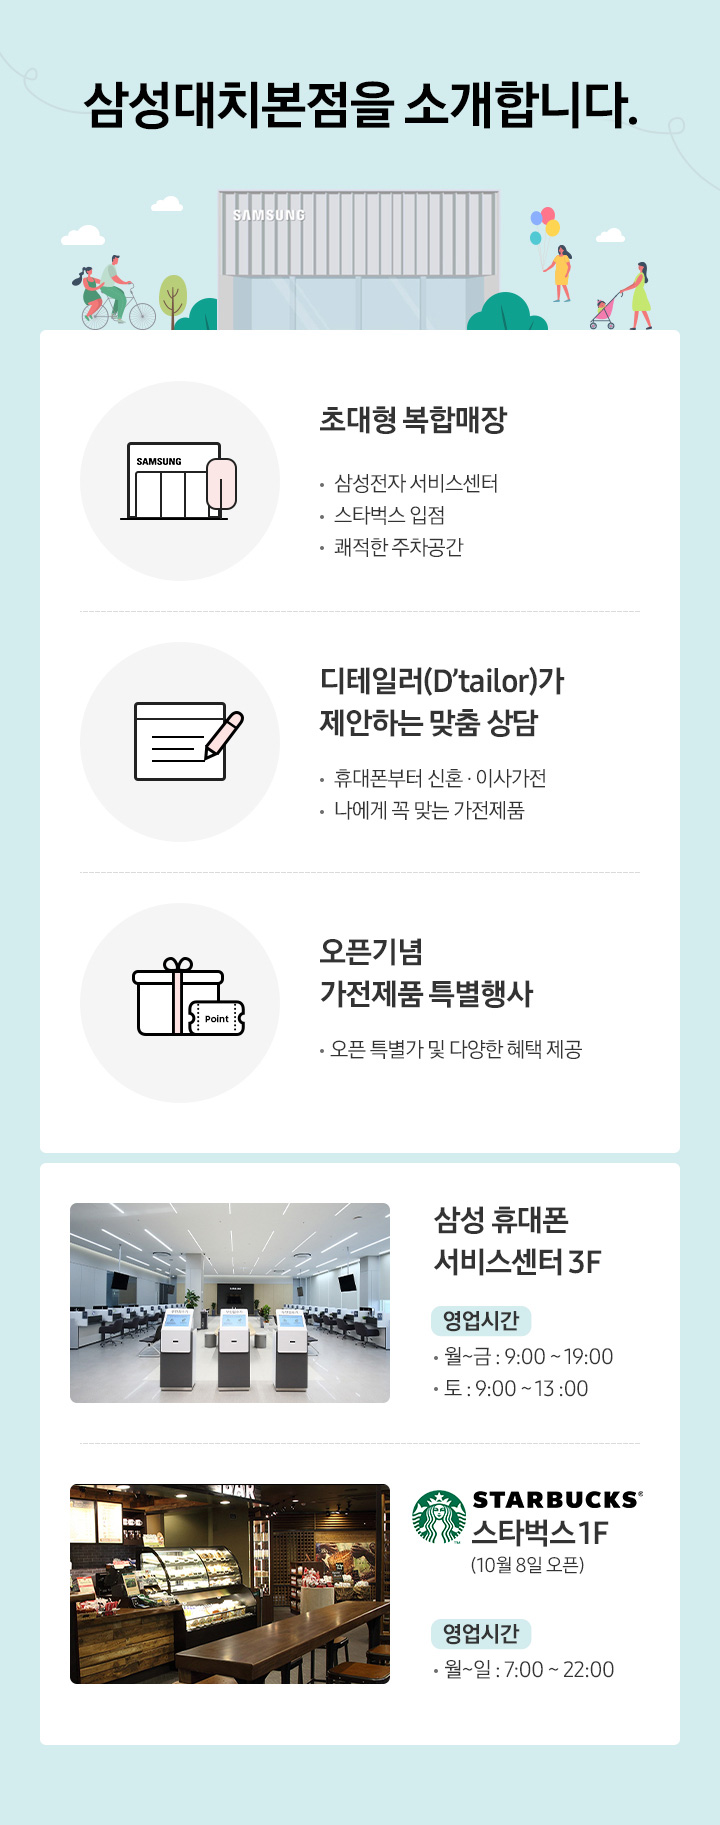 삼성대치본점을 소개합니다.
SAMSUNG
SAMSUNG
초대형 복합매장
• 삼성전자 서비스센터
• 스타벅스 입점
• 쾌적한 주차공간
디테일러(D’tailor)가
제안하는 맞춤 상담
• 휴대폰부터 신혼 · 이사가전
• 나에게 꼭 맞는 가전제품
오픈기념
가전제품 특별행사
• 오픈 특별가 및 다양한 혜택 제공
Point
삼성 휴대폰
서비스센터 3F
영업시간
• 월~금 : 9:00 ~ 19:00
• 토 : 9:00 ~ 13 :00
BAR
STARBUCKS®
스타벅스 1F
(10월 8일 오픈)
영업시간
• 월~일 : 7:00 ~ 22:00